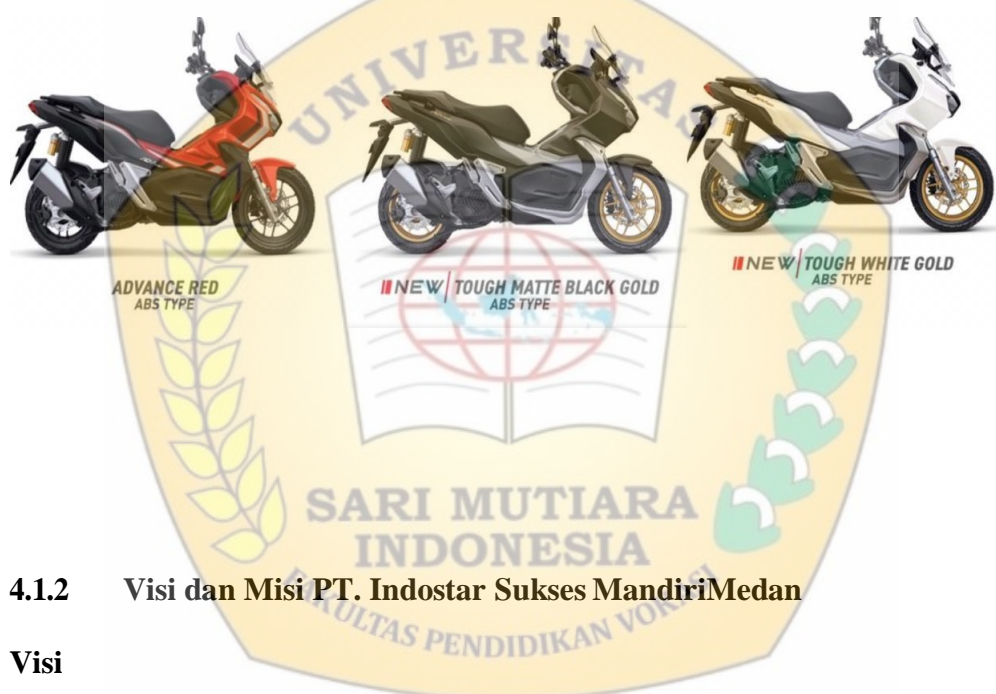 UNIVERSITAS
ADVANCE RED
ABS TYPE
NEW TOUGH MATTE BLACK GOLD
ABS TYPE
NEW TOUGH WHITE GOLD
ABS TYPE
SARI MUTIARA
INDONESIA
FAKULTAS PENDIDIKAN VOKASI
4.1.2 Visi dan Misi PT. Indostar Sukses MandiriMedan
Visi